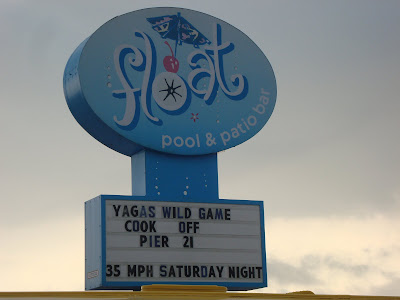 float
pool & patio bar
YAGAS WILD GAME
COOK OFF
PIER 21
35 MPH SATURDAY NIGHT